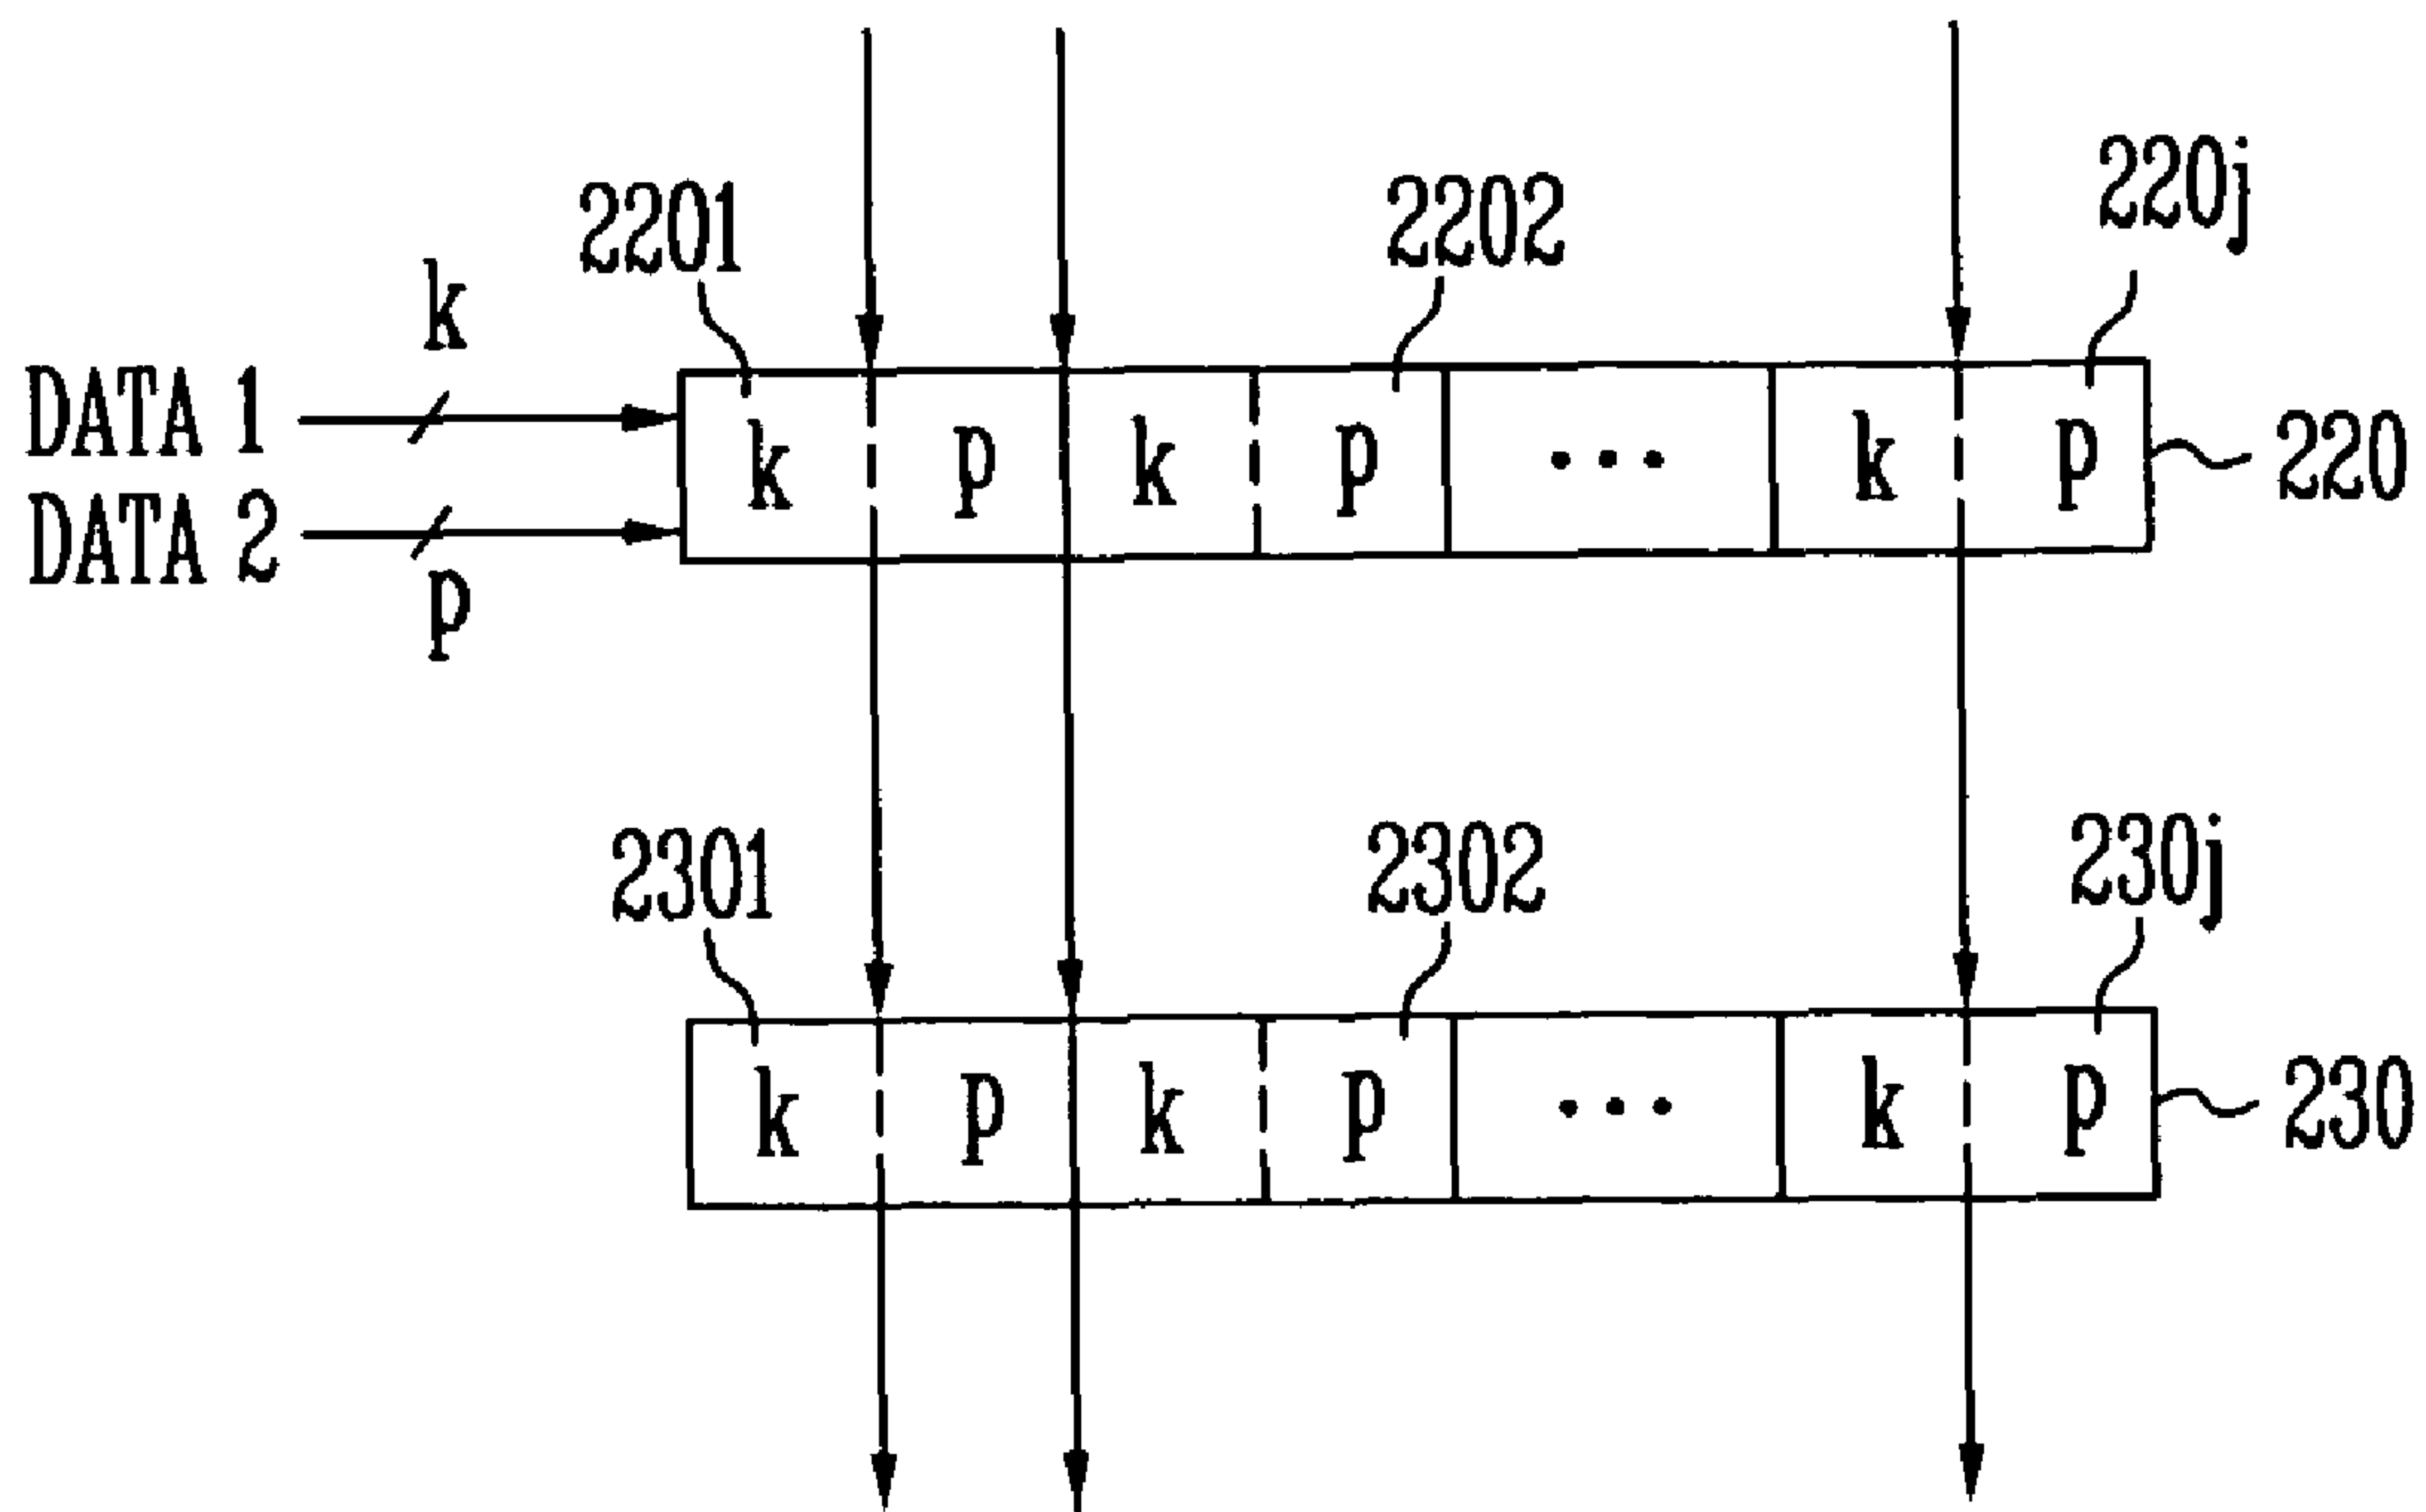 2201
2202
220j
k
DATA 1
DATA 2
p
k p k p ... k p
220
2301
2302
230j
k p k p ... k p
230